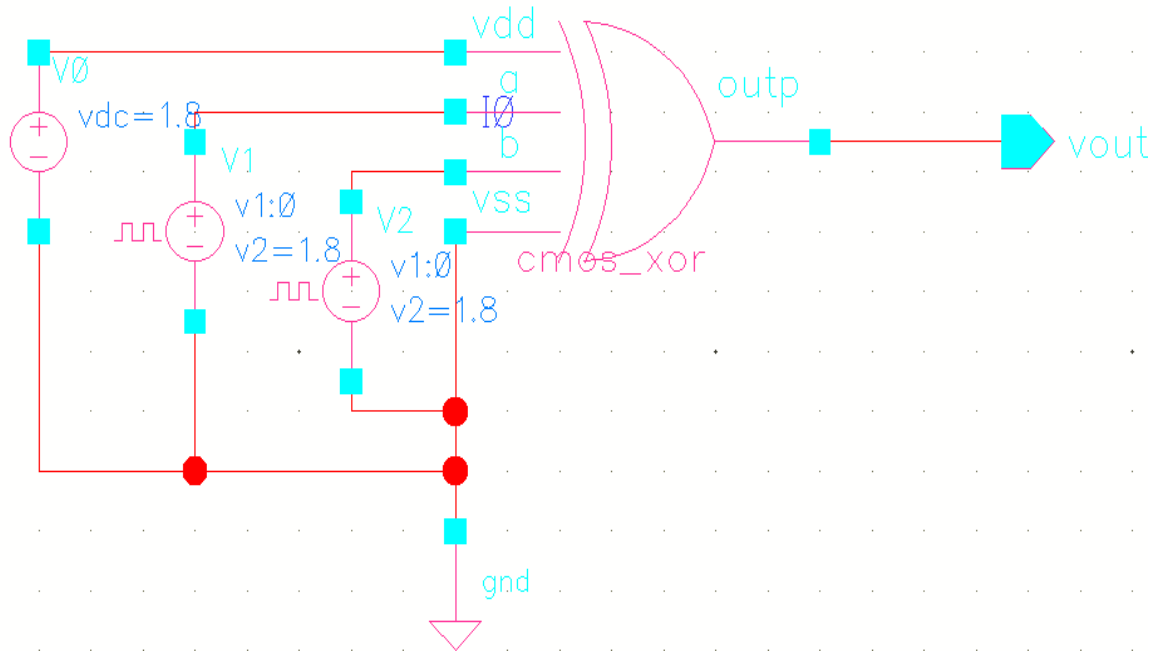 vdd
V0
a
outp
vdc=1.8
I0
b
vout
V1
v1:0
vss
V2
v2=1.8
v1:0
cmos_xor
v2=1.8
gnd